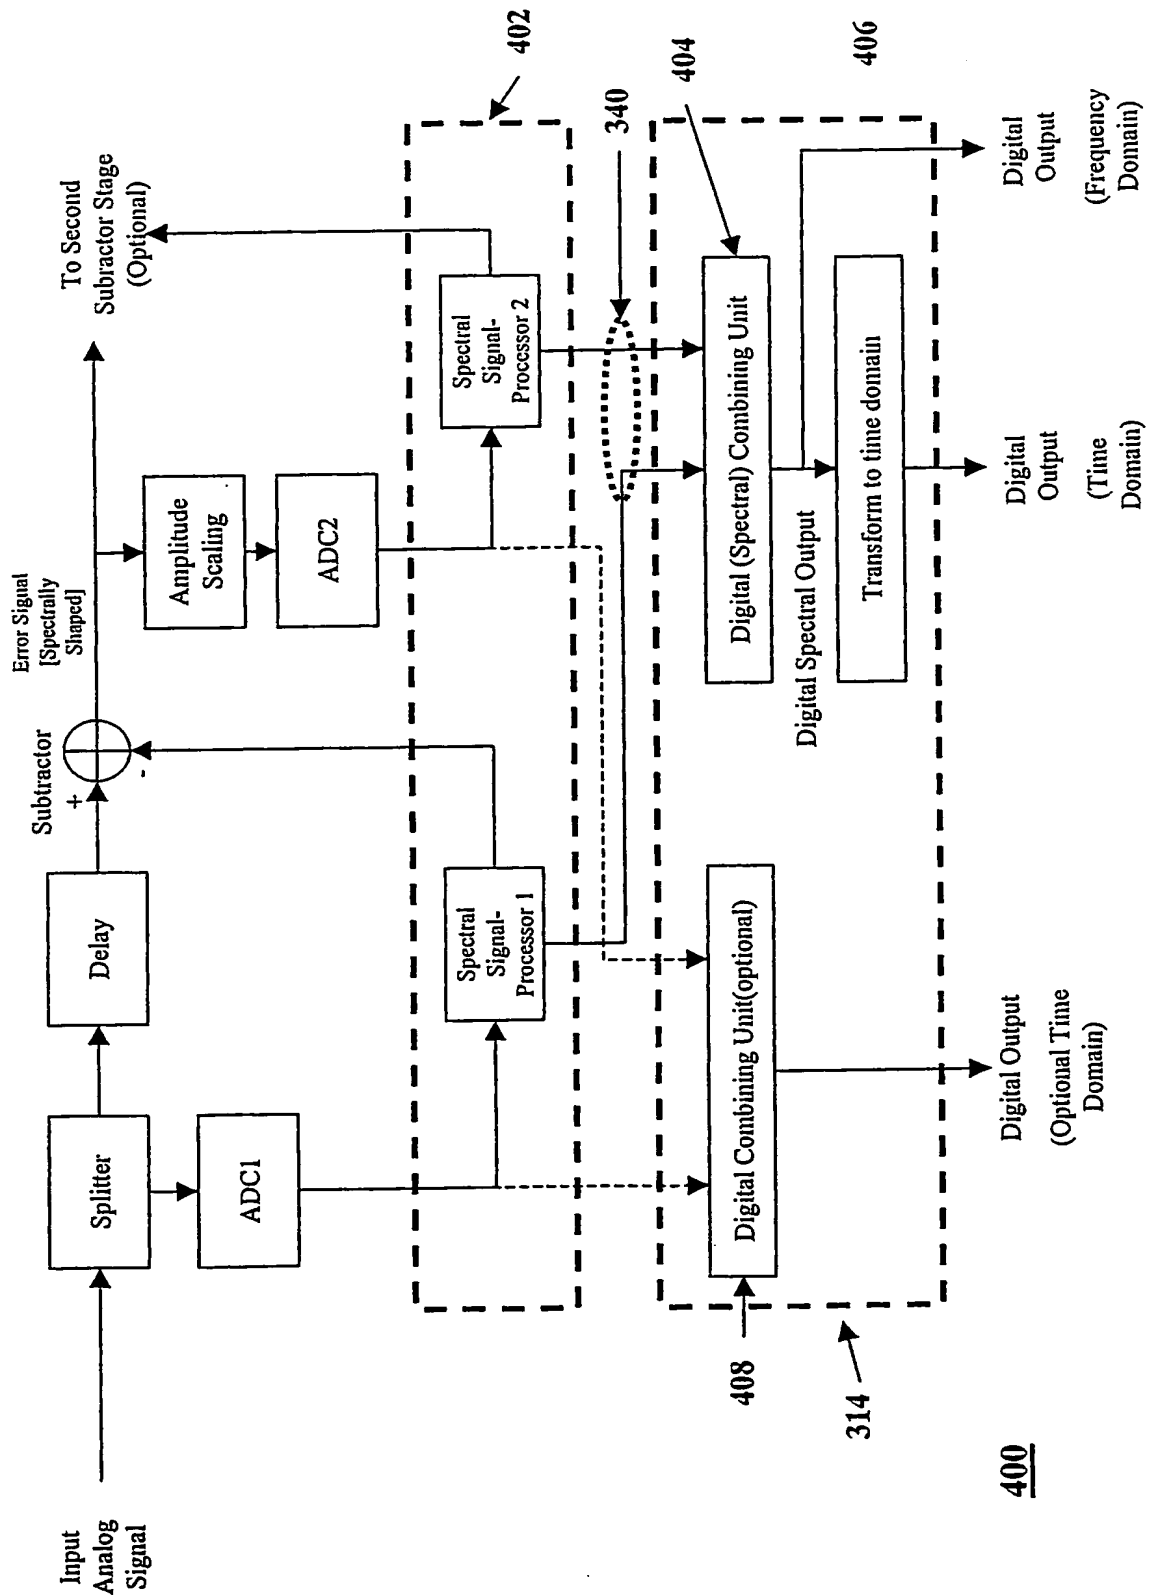 Input
Analog
Signal
Splitter
Delay
Subtractor
+
-
Error Signal
[Spectrally
Shaped]
To Second
Subractor Stage
(Optional)
ADC1
Amplitude
Scaling
ADC2
402
Spectral
Signal-
Processor 1
Spectral
Signal-
Processor 2
340
404
406
408
314
Digital Combining Unit(optional)
Digital (Spectral) Combining Unit
Digital Spectral Output
Transform to time domain
Digital Output
(Optional Time
Domain)
Digital
Output
(Time
Domain)
Digital
Output
(Frequency
Domain)
400